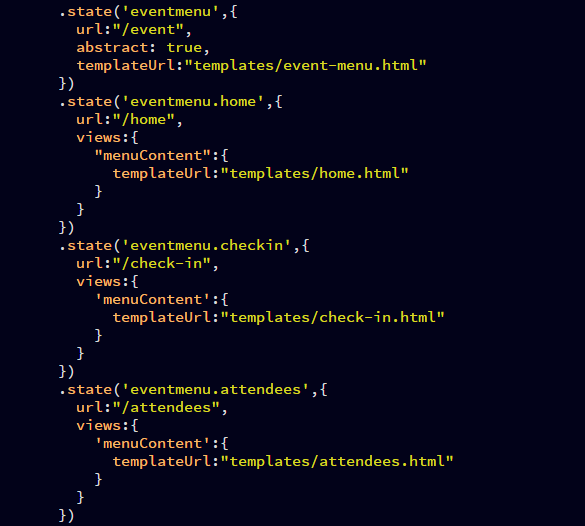 .state('eventmenu',{
url:"/event",
abstract: true,
templateUrl:"templates/event-menu.html"
})
.state('eventmenu.home',{
url:"/home",
views:{
"menuContent":{
templateUrl:"templates/home.html"
}
}
})
.state('eventmenu.checkin',{
url:"/check-in",
views:{
'menuContent':{
templateUrl:"templates/check-in.html"
}
}
})
.state('eventmenu.attendees',{
url:"/attendees",
views:{
'menuContent':{
templateUrl:"templates/attendees.html"
}
}
})